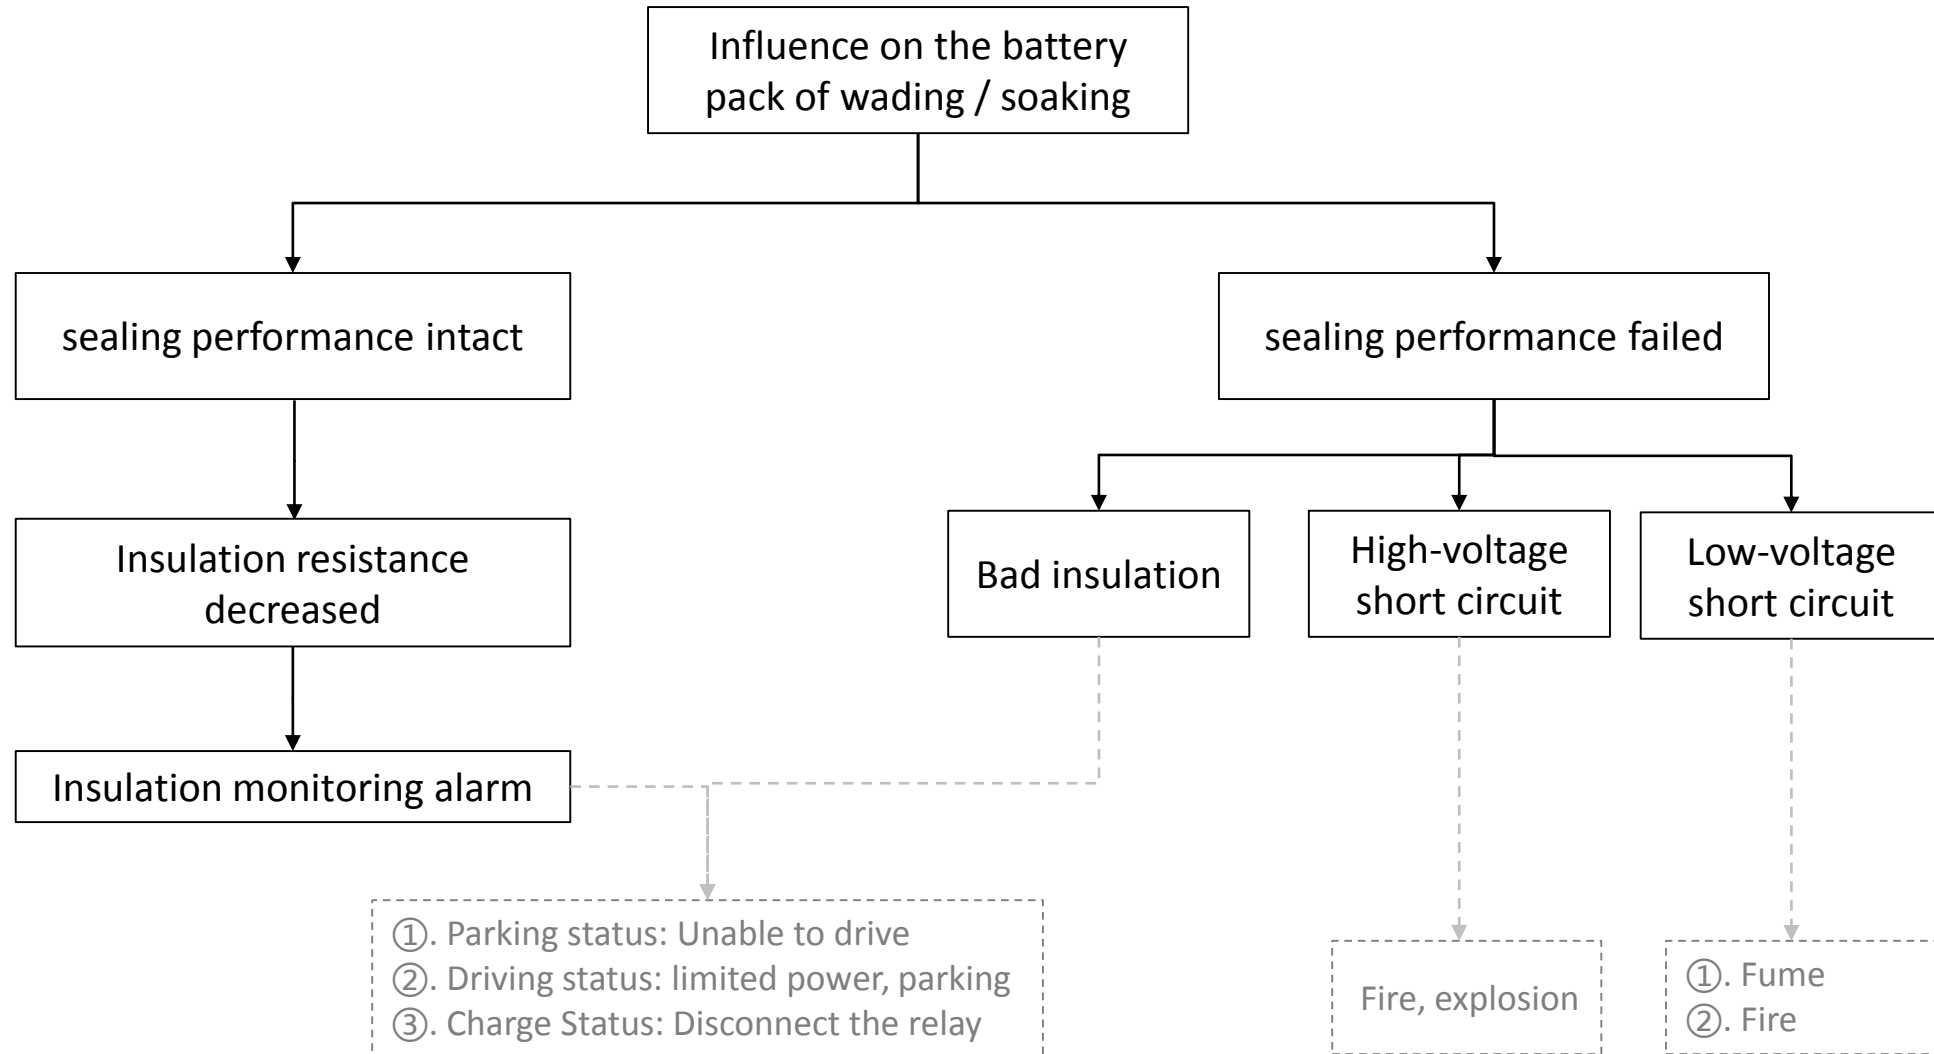 Influence on the battery
pack of wading / soaking
sealing performance intact
sealing performance failed
Insulation resistance
decreased
Bad insulation
High-voltage
short circuit
Low-voltage
short circuit
Insulation monitoring alarm
①. Parking status: Unable to drive
②. Driving status: limited power, parking
③. Charge Status: Disconnect the relay
Fire, explosion
①. Fume
②. Fire